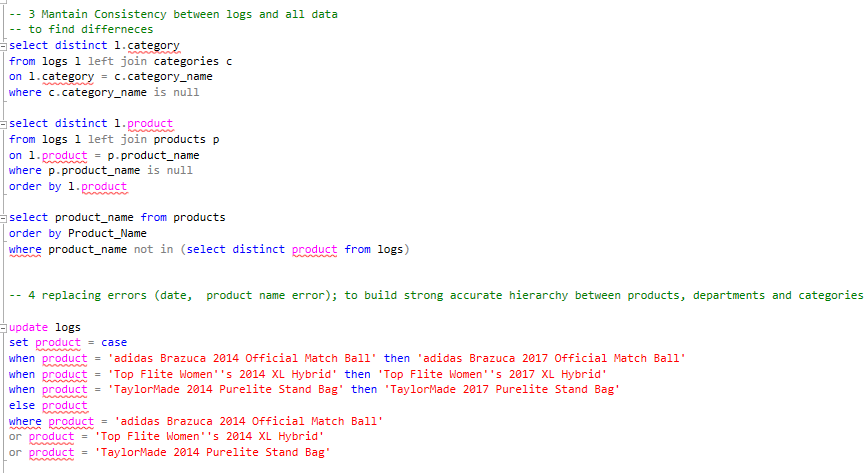 -- 3 Mantain Consistency between logs and all data
-- to find differneces
select distinct l.category
from logs l left join categories c
on l.category = c.category_name
where c.category_name is null
select distinct l.product
from logs l left join products p
on l.product = p.product_name
where p.product_name is null
order by l.product
select product_name from products
order by Product_Name
where product_name not in (select distinct product from logs)
-- 4 replacing errors (date,  product name error); to build strong accurate hierarchy between products, departments and categories
update logs
set product = case
when product = 'adidas Brazuca 2014 Official Match Ball' then 'adidas Brazuca 2017 Official Match Ball'
when product = 'Top Flite Women''s 2014 XL Hybrid' then 'Top Flite Women''s 2017 XL Hybrid'
when product = 'TaylorMade 2014 Purelite Stand Bag' then 'TaylorMade 2017 Purelite Stand Bag'
else product
where product = 'adidas Brazuca 2014 Official Match Ball'
or product = 'Top Flite Women''s 2014 XL Hybrid'
or product = 'TaylorMade 2014 Purelite Stand Bag'